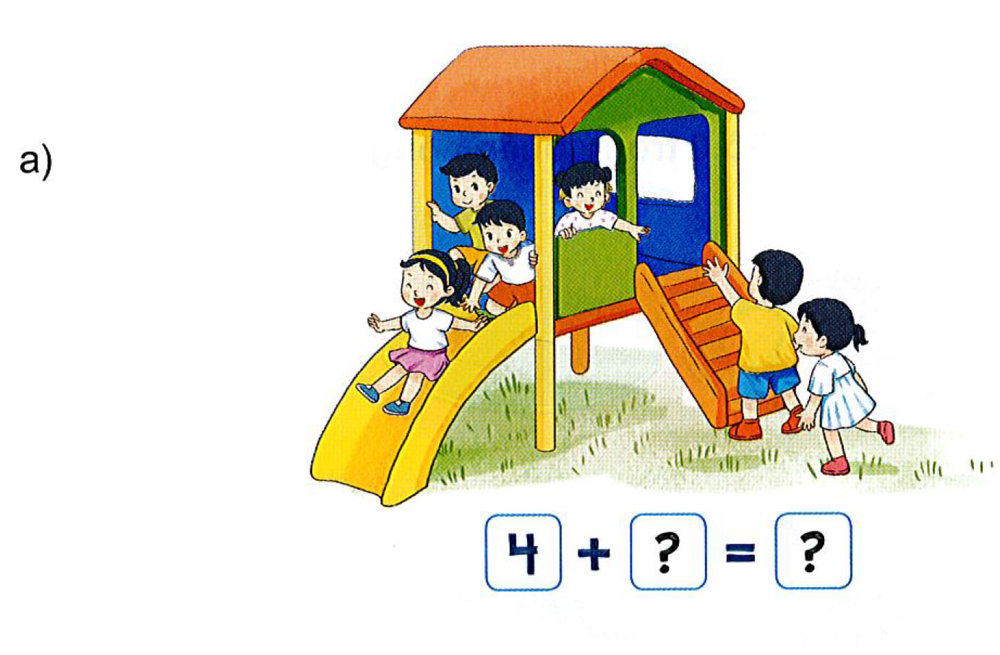 a)
4 + ? = ?